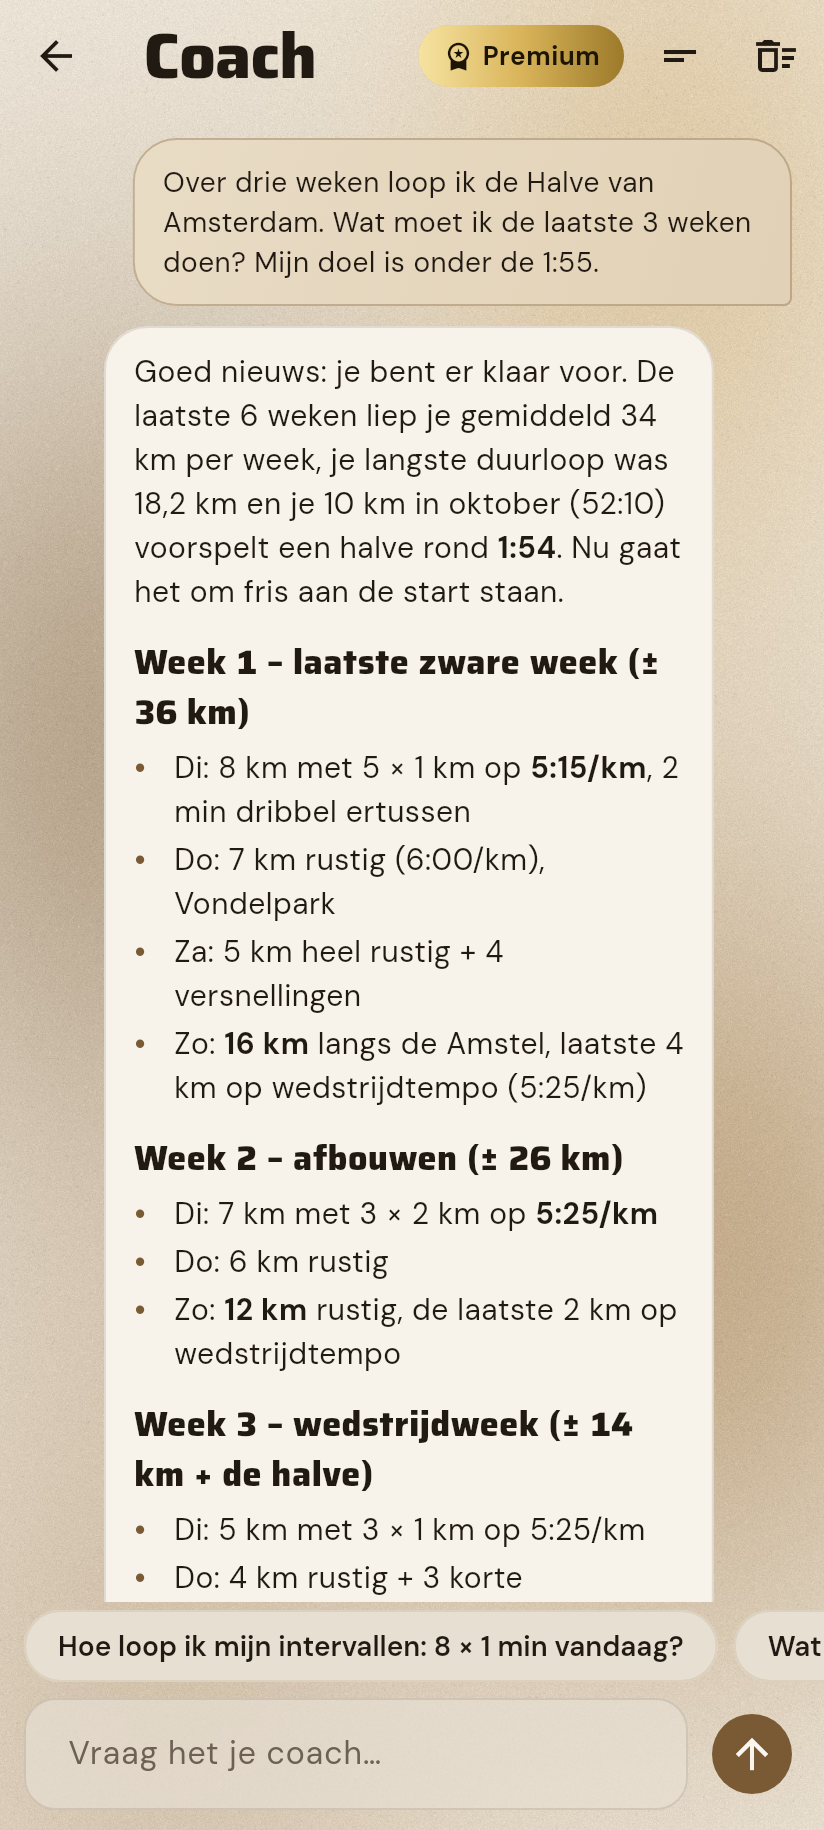 Coach
Premium
Over drie weken loop ik de Halve van
Amsterdam. Wat moet ik de laatste 3 weken
doen? Mijn doel is onder de 1:55.
Goed nieuws: je bent er klaar voor. De
laatste 6 weken liep je gemiddeld 34
km per week, je langste duurloop was
18,2 km en je 10 km in oktober (52:10)
voorspelt een halve rond 1:54. Nu gaat
het om fris aan de start staan.
Week 1 – laatste zware week (±
36 km)
• Di: 8 km met 5 × 1 km op 5:15/km, 2
min dribbel ertussen
• Do: 7 km rustig (6:00/km),
Vondelpark
• Za: 5 km heel rustig + 4
versnellingen
• Zo: 16 km langs de Amstel, laatste 4
km op wedstrijdtempo (5:25/km)
Week 2 – afbouwen (± 26 km)
• Di: 7 km met 3 × 2 km op 5:25/km
• Do: 6 km rustig
• Zo: 12 km rustig, de laatste 2 km op
wedstrijdtempo
Week 3 – wedstrijdweek (± 14
km + de halve)
• Di: 5 km met 3 × 1 km op 5:25/km
• Do: 4 km rustig + 3 korte
Hoe loop ik mijn intervallen: 8 × 1 min vandaag?
Wat
Vraag het je coach...